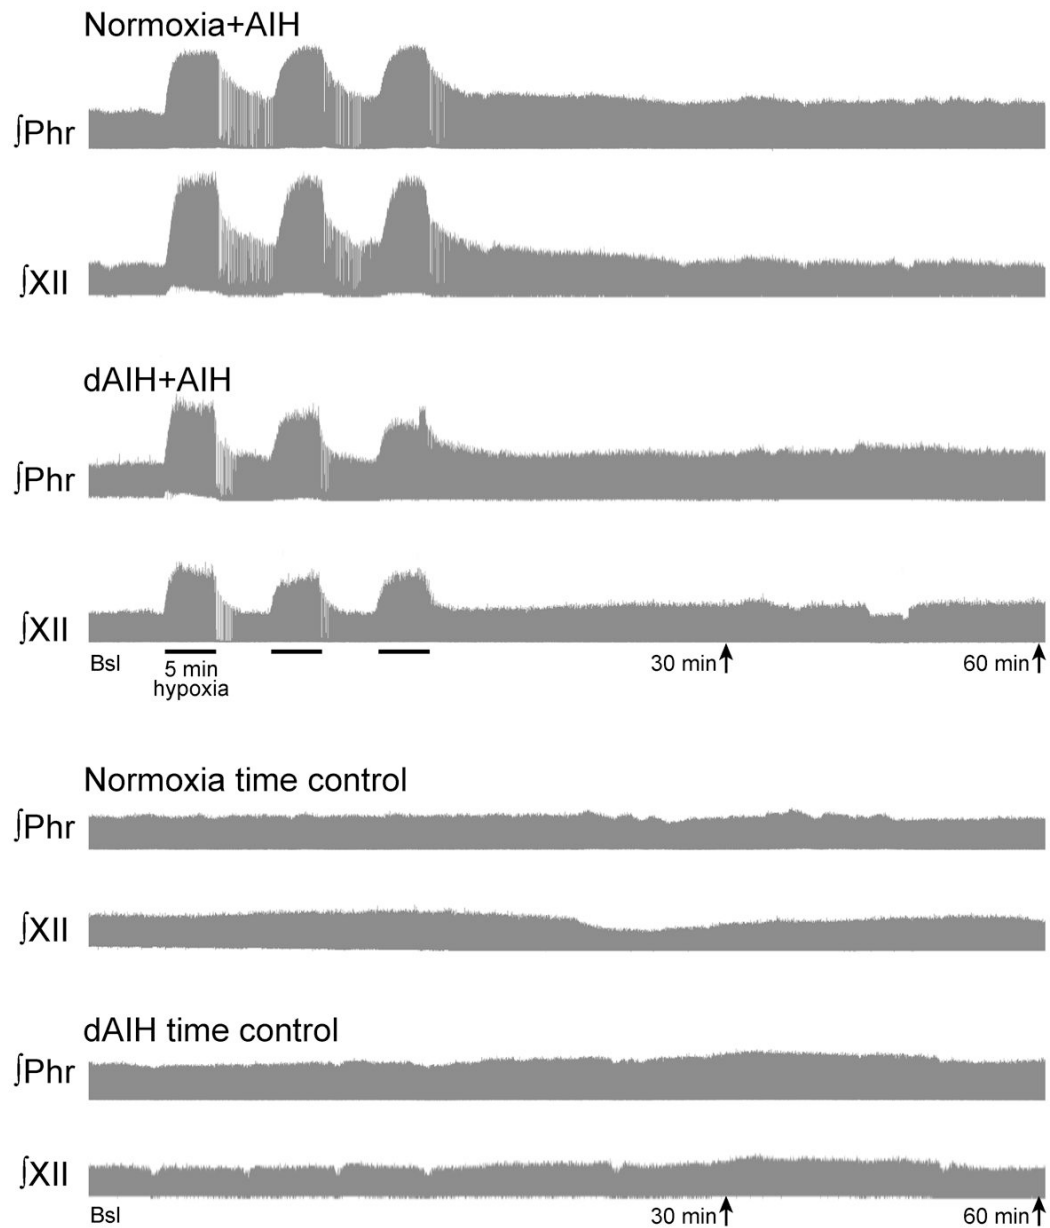 Normoxia+AIH
∫Phr
∫XII
dAIH+AIH
∫Phr
∫XII
Bsl
5 min
hypoxia
30 min
60 min
Normoxia time control
∫Phr
∫XII
dAIH time control
∫Phr
∫XII
Bsl
30 min
60 min